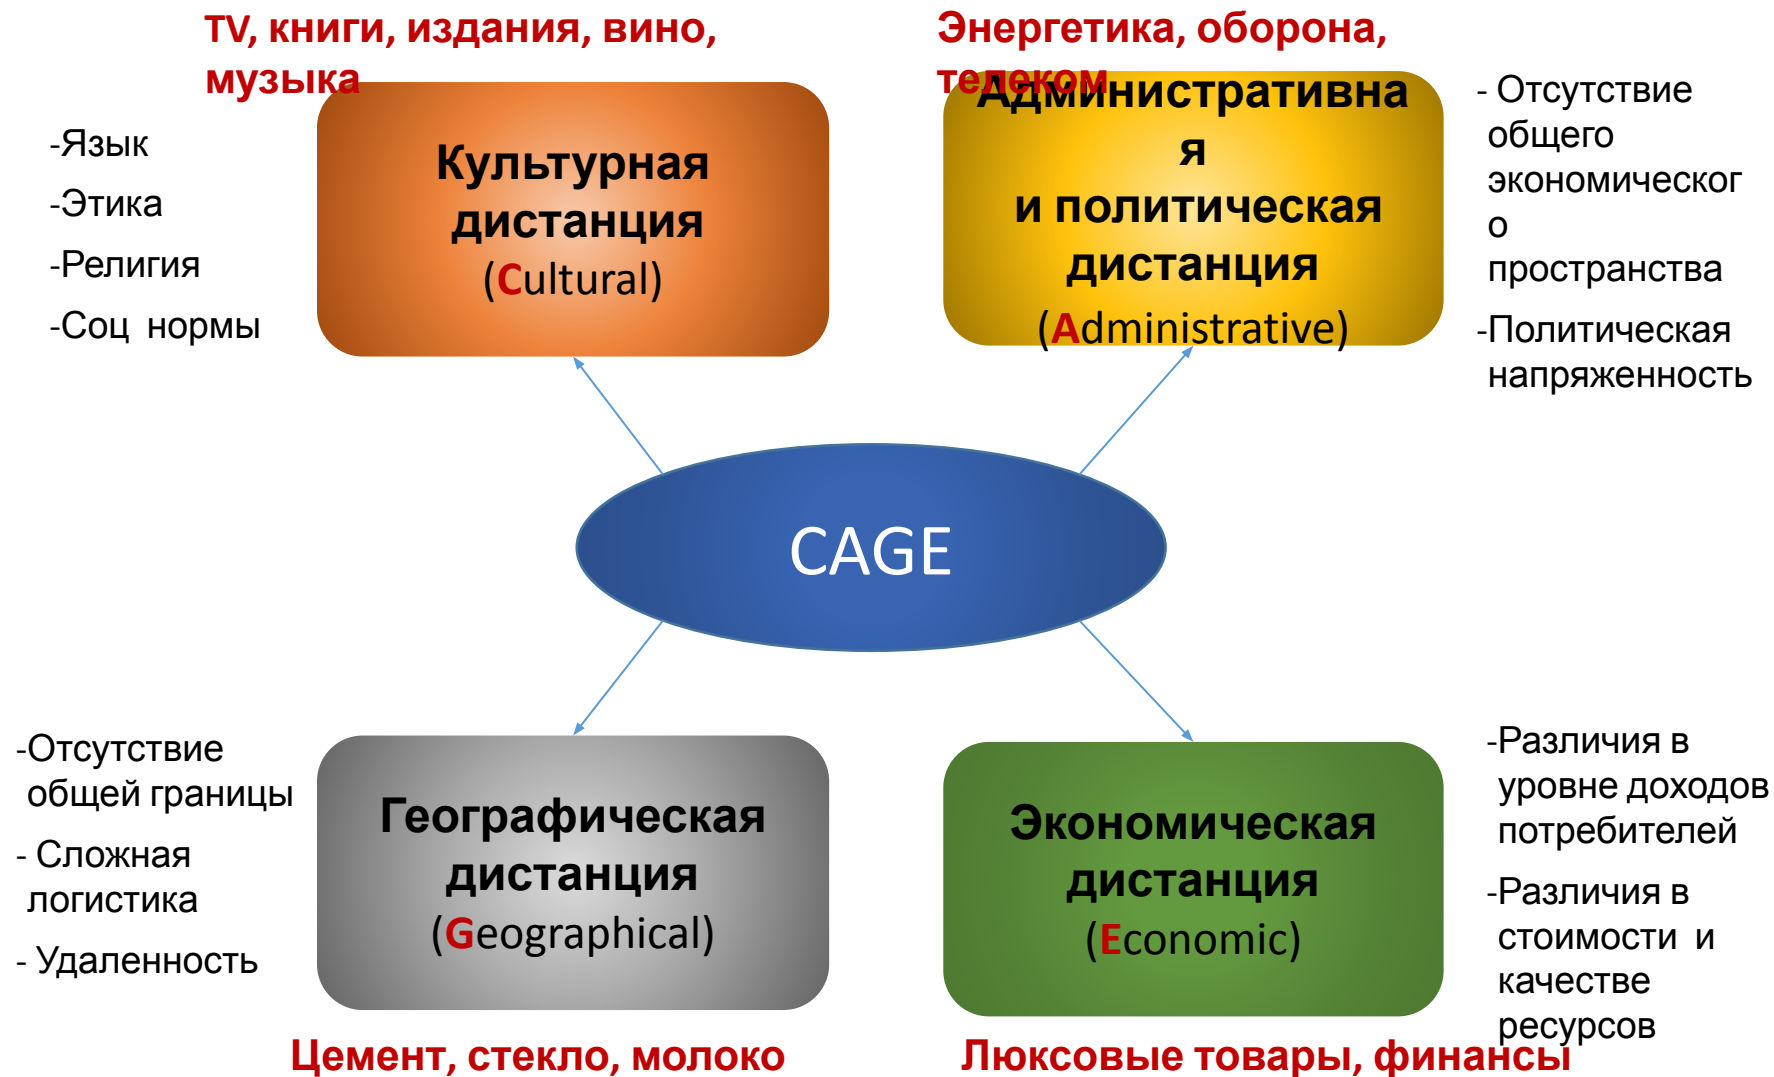 TV, книги, издания, вино,
музыка
-Язык
-Этика
-Религия
-Соц нормы
Культурная
дистанция
(Cultural)
Энергетика, оборона,
телеком
Административна
я
и политическая
дистанция
(Administrative)
- Отсутствие
общего
экономическог
о
пространства
-Политическая
напряженность
CAGE
-Отсутствие
общей границы
- Сложная
логистика
- Удаленность
Географическая
дистанция
(Geographical)
Цемент, стекло, молоко
Экономическая
дистанция
(Economic)
-Различия в
уровне доходов
потребителей
-Различия в
стоимости и
качестве
ресурсов
Люксовые товары, финансы